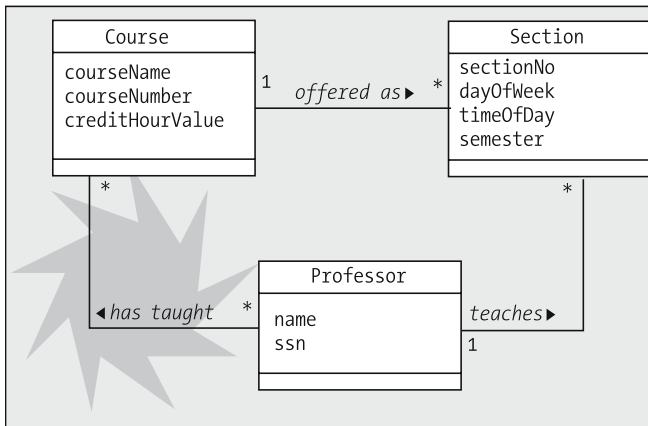 Course
courseName
courseNumber
creditHourValue
1
offered as ▶
*
Section
sectionNo
dayOfWeek
timeOfDay
semester
*
*
◀ has taught
*
Professor
name
ssn
teaches ▶
1